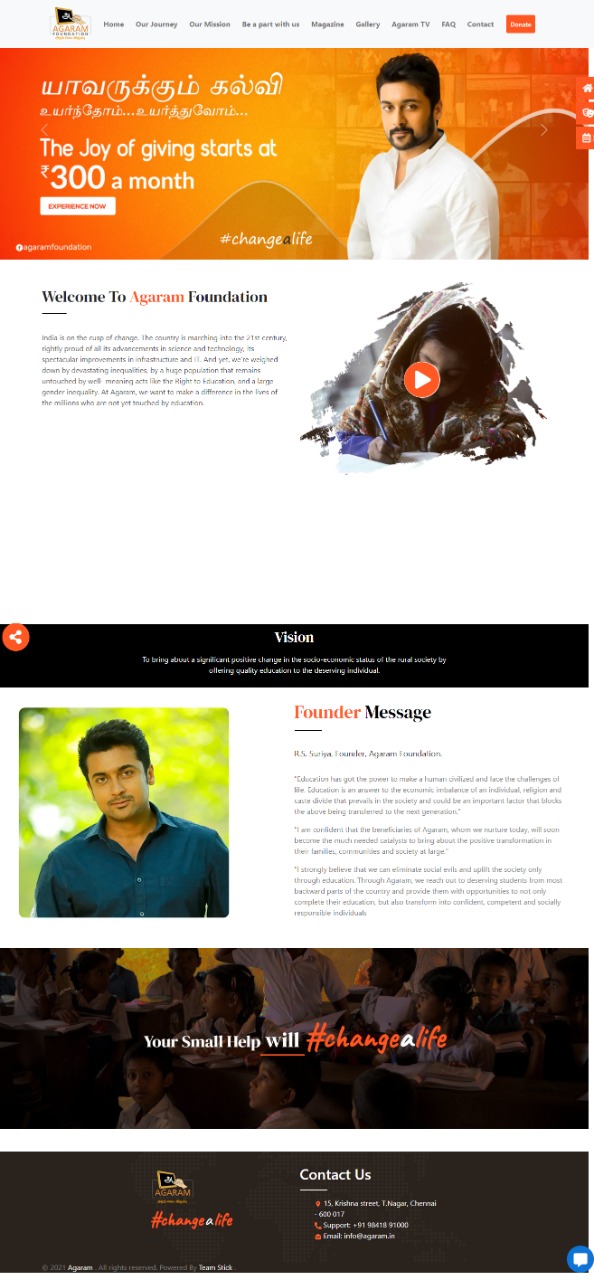 AGARAM
FOUNDATION
Home Our Journey Our Mission Be a part with us Magazine Gallery Agaram TV FAQ Contact Donate
யாவருக்கும் கல்வி
உயர்ந்தோம்...உயர்த்துவோம்...
The Joy of giving starts at
₹300 a month
EXPERIENCE NOW
#changealife
agaramfoundation
Welcome To Agaram Foundation
India is on the cusp of change. The country is marching into the 21st century,
rightly proud of all its advancements in science and technology, its
spectacular improvements in infrastructure and IT. And yet, we're weighed
down by devastating inequalities, by a huge population that remains
untouched by well- meaning acts like the Right to Education, and a large
gender inequality. At Agaram, we want to make a difference in the lives of
the millions who are not yet touched by education.
Vision
To bring about a significant positive change in the socio-economic status of the rural society by
offering quality education to the deserving individual.
Founder Message
R.S. Suriya, Founder, Agaram Foundation.
"Education has got the power to make a human civilized and face the challenges of
life. Education is an answer to the economic imbalance of an individual, religion and
caste divide that prevails in the society and could be an important factor that blocks
the above being transferred to the next generation."
"I am confident that the beneficiaries of Agaram, whom we nurture today, will soon
become the much needed catalysts to bring about the positive transformation in
their families, communities and society at large."
"I strongly believe that we can eliminate social evils and uplift the society only
through education. Through Agaram, we reach out to deserving students from most
backward parts of the country and provide them with opportunities to not only
complete their education, but also transform into confident, competent and socially
responsible individuals
Your Small Help will #changealife
AGARAM
#changealife
Contact Us
15, Krishna street, T.Nagar, Chennai
- 600 017
Support: +91 98418 91000
Email: info@agaram.in
© 2021 Agaram . All rights reserved. Powered By Team Stick .